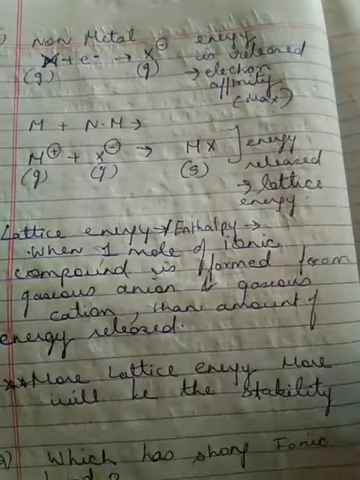 Non Metal energy
X + e- → X⊖ is released
(g) (g) → electron
affinity
(max)
M + N.M →
M⊕ + X⊖ → MX energy
(g) (g) (s) released
→ lattice
energy
Lattice energy / Enthalpy →
. When 1 mole of ionic
compound is formed from
gaseous anion & gaseous
cation, than amount of
energy released.
**More Lattice energy More
will be the stability
Which has strong Ionic